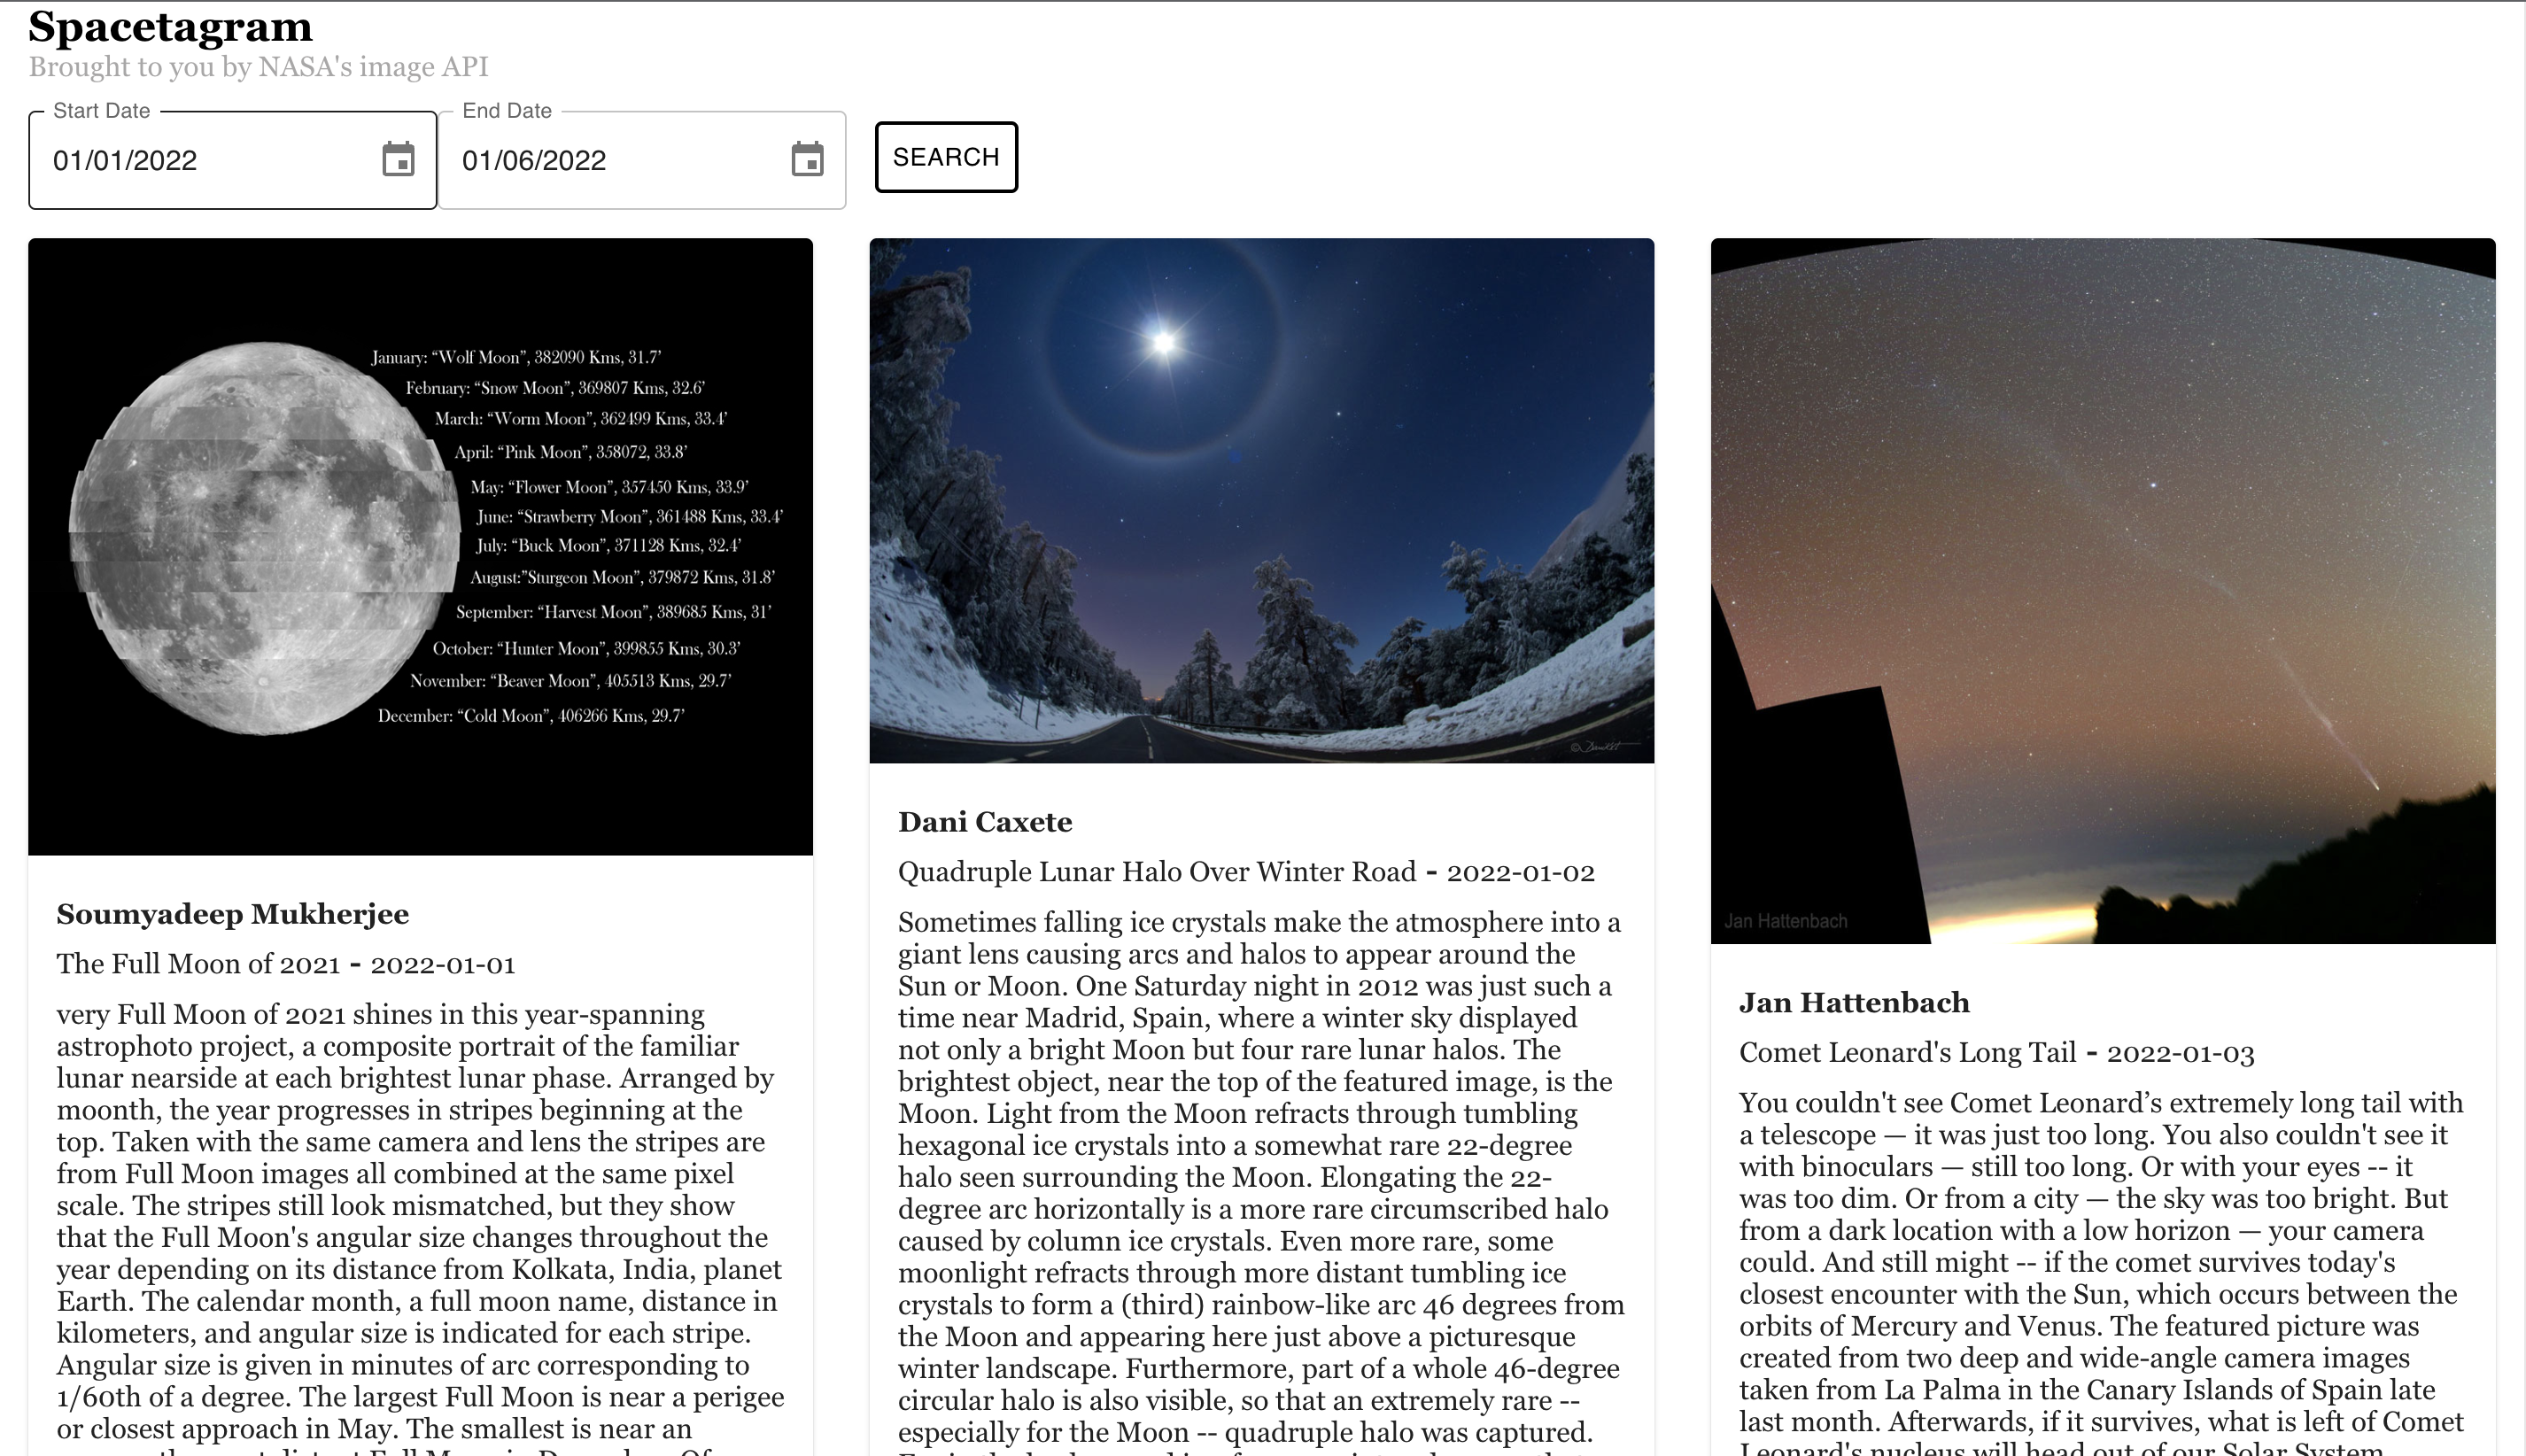 Spacetagram
Brought to you by NASA's image API
Start Date
01/01/2022
End Date
01/06/2022
SEARCH
January: “Wolf Moon”, 382090 Kms, 31.7’
February: “Snow Moon”, 369807 Kms, 32.6’
March: “Worm Moon”, 362499 Kms, 33.4’
April: “Pink Moon”, 358072, 33.8’
May: “Flower Moon”, 357450 Kms, 33.9’
June: “Strawberry Moon”, 361488 Kms, 33.4’
July: “Buck Moon”, 371128 Kms, 32.4’
August:”Sturgeon Moon”, 379872 Kms, 31.8’
September: “Harvest Moon”, 389685 Kms, 31’
October: “Hunter Moon”, 399855 Kms, 30.3’
November: “Beaver Moon”, 405513 Kms, 29.7’
December: “Cold Moon”, 406266 Kms, 29.7’
Soumyadeep Mukherjee
The Full Moon of 2021 - 2022-01-01
very Full Moon of 2021 shines in this year-spanning
astrophoto project, a composite portrait of the familiar
lunar nearside at each brightest lunar phase. Arranged by
moonth, the year progresses in stripes beginning at the
top. Taken with the same camera and lens the stripes are
from Full Moon images all combined at the same pixel
scale. The stripes still look mismatched, but they show
that the Full Moon's angular size changes throughout the
year depending on its distance from Kolkata, India, planet
Earth. The calendar month, a full moon name, distance in
kilometers, and angular size is indicated for each stripe.
Angular size is given in minutes of arc corresponding to
1/60th of a degree. The largest Full Moon is near a perigee
or closest approach in May. The smallest is near an
Dani Caxete
Quadruple Lunar Halo Over Winter Road - 2022-01-02
Sometimes falling ice crystals make the atmosphere into a
giant lens causing arcs and halos to appear around the
Sun or Moon. One Saturday night in 2012 was just such a
time near Madrid, Spain, where a winter sky displayed
not only a bright Moon but four rare lunar halos. The
brightest object, near the top of the featured image, is the
Moon. Light from the Moon refracts through tumbling
hexagonal ice crystals into a somewhat rare 22-degree
halo seen surrounding the Moon. Elongating the 22-
degree arc horizontally is a more rare circumscribed halo
caused by column ice crystals. Even more rare, some
moonlight refracts through more distant tumbling ice
crystals to form a (third) rainbow-like arc 46 degrees from
the Moon and appearing here just above a picturesque
winter landscape. Furthermore, part of a whole 46-degree
circular halo is also visible, so that an extremely rare --
especially for the Moon -- quadruple halo was captured.
Jan Hattenbach
Jan Hattenbach
Comet Leonard's Long Tail - 2022-01-03
You couldn't see Comet Leonard’s extremely long tail with
a telescope — it was just too long. You also couldn't see it
with binoculars — still too long. Or with your eyes -- it
was too dim. Or from a city — the sky was too bright. But
from a dark location with a low horizon — your camera
could. And still might -- if the comet survives today's
closest encounter with the Sun, which occurs between the
orbits of Mercury and Venus. The featured picture was
created from two deep and wide-angle camera images
taken from La Palma in the Canary Islands of Spain late
last month. Afterwards, if it survives, what is left of Comet
Leonard's nucleus will head out of our Solar System,